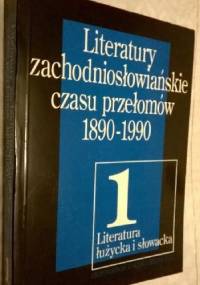 Literatury
zachodniosłowiańskie
czasu przełomów
1890-1990
1
Literatura
łużycka i słowacka